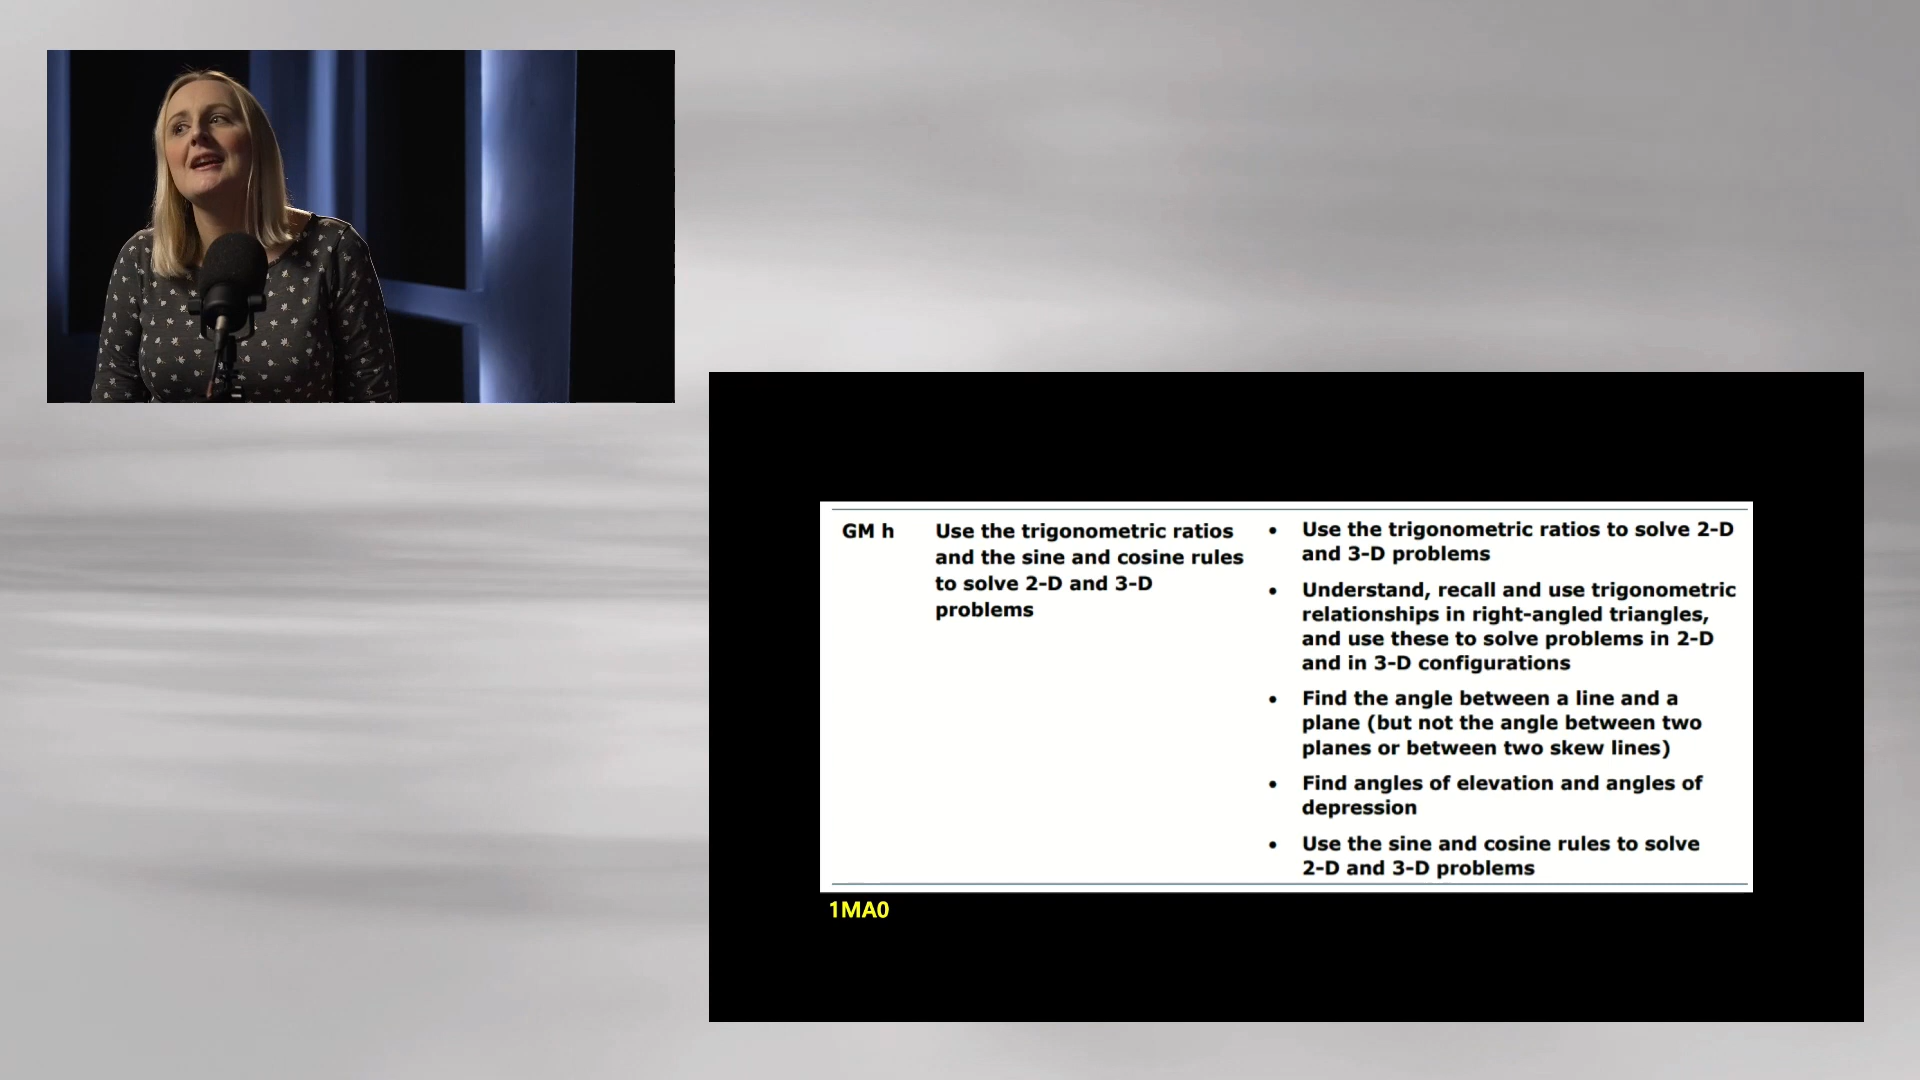 GM h
Use the trigonometric ratios
and the sine and cosine rules
to solve 2-D and 3-D
problems
• Use the trigonometric ratios to solve 2-D
and 3-D problems
• Understand, recall and use trigonometric
relationships in right-angled triangles,
and use these to solve problems in 2-D
and in 3-D configurations
• Find the angle between a line and a
plane (but not the angle between two
planes or between two skew lines)
• Find angles of elevation and angles of
depression
• Use the sine and cosine rules to solve
2-D and 3-D problems
1MA0